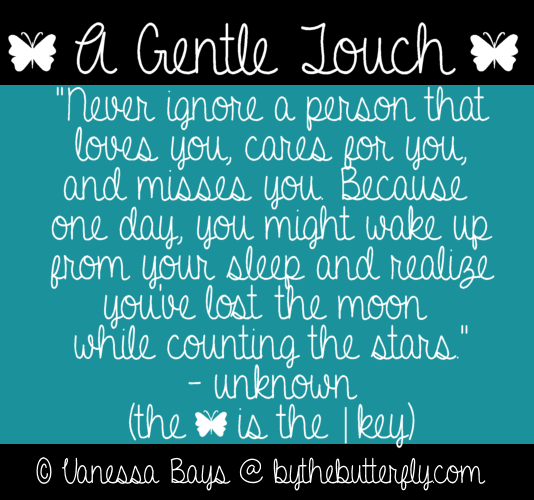 A Gentle Touch
"Never ignore a person that
loves you, cares for you,
and misses you. Because
one day, you might wake up
from your sleep and realize
you've lost the moon
while counting the stars."
- unknown
(the is the | key)
© Vanessa Bays @ bythebutterfly.com